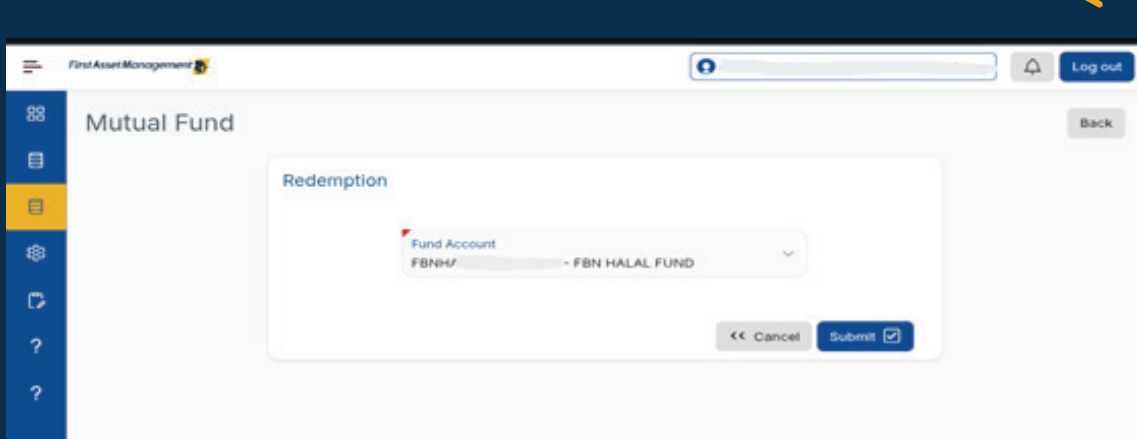 First Asset Management
Log out
Mutual Fund
Back
Redemption
Fund Account
FBNH/ - FBN HALAL FUND
<< Cancel
Submit
?
?